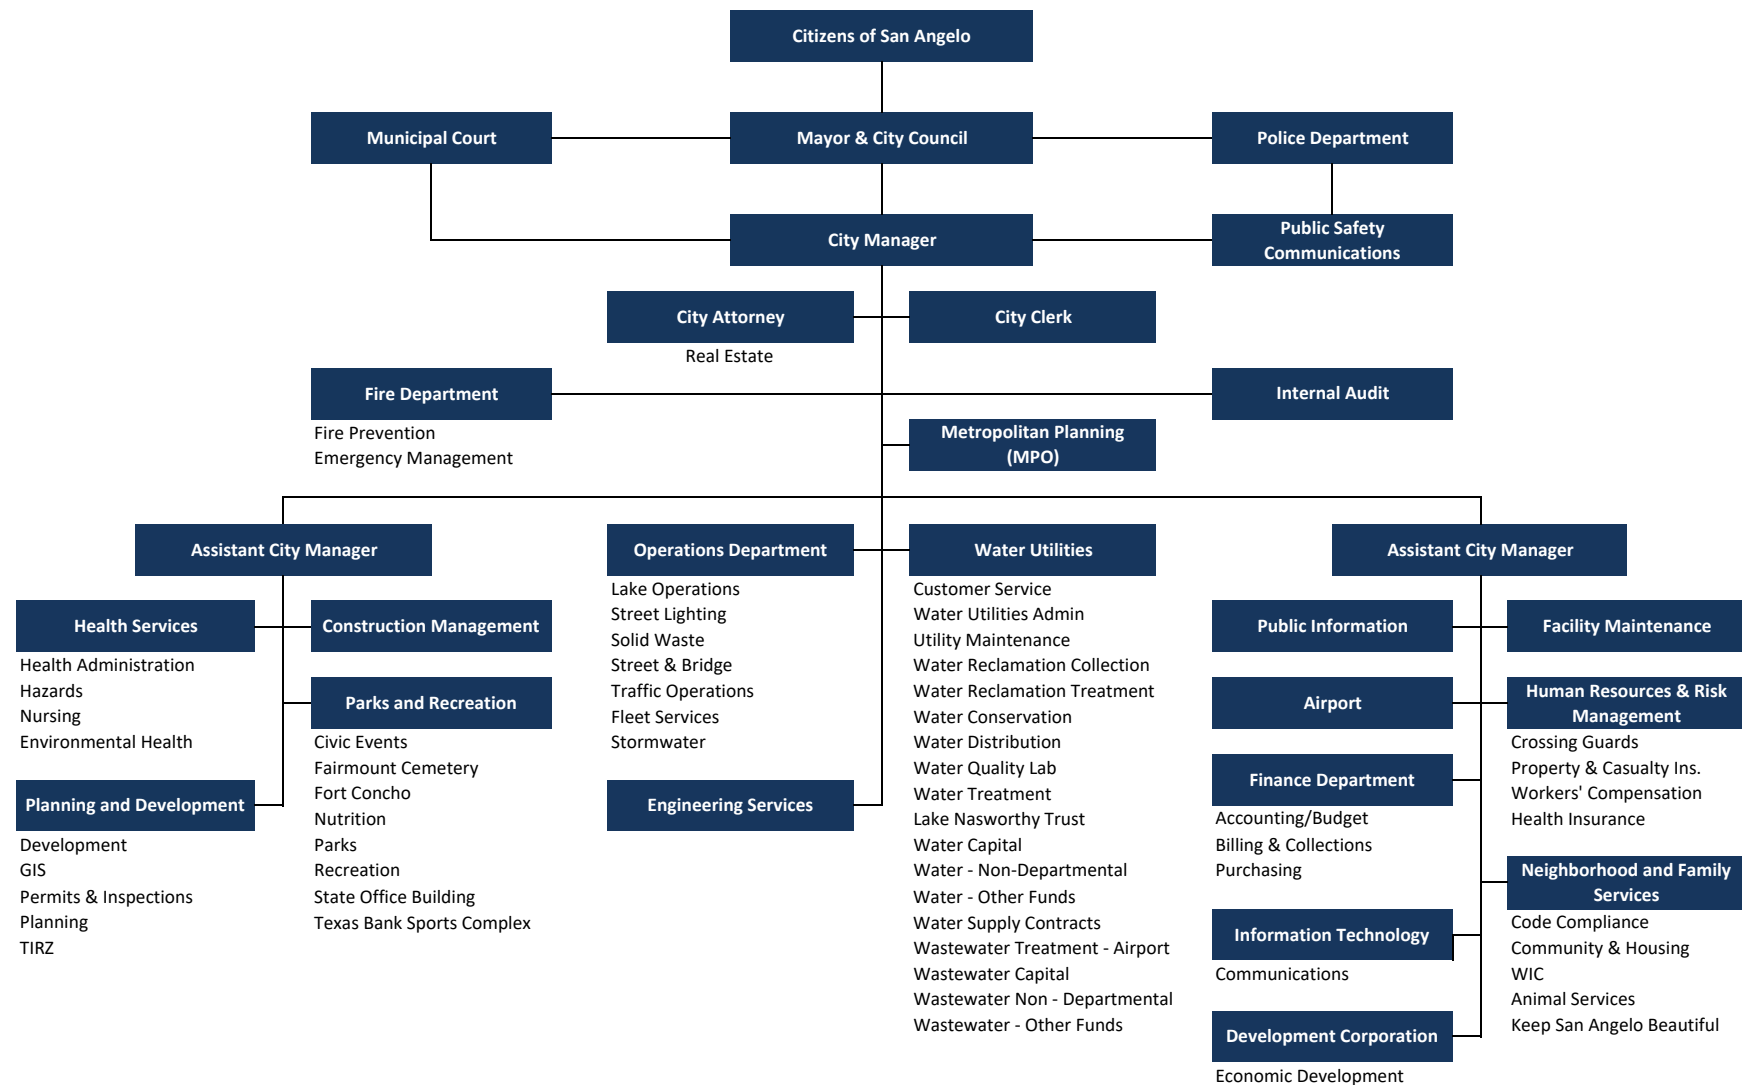 Citizens of San Angelo
Municipal Court
Mayor & City Council
Police Department
City Manager
Public Safety
Communications
City Attorney
City Clerk
Real Estate
Fire Department
Internal Audit
Fire Prevention
Emergency Management
Metropolitan Planning
(MPO)
Assistant City Manager
Health Services
Health Administration
Hazards
Nursing
Environmental Health
Planning and Development
Development
GIS
Permits & Inspections
Planning
TIRZ
Construction Management
Parks and Recreation
Civic Events
Fairmount Cemetery
Fort Concho
Nutrition
Parks
Recreation
State Office Building
Texas Bank Sports Complex
Operations Department
Lake Operations
Street Lighting
Solid Waste
Street & Bridge
Traffic Operations
Fleet Services
Stormwater
Engineering Services
Water Utilities
Customer Service
Water Utilities Admin
Utility Maintenance
Water Reclamation Collection
Water Reclamation Treatment
Water Conservation
Water Distribution
Water Quality Lab
Water Treatment
Lake Nasworthy Trust
Water Capital
Water - Non-Departmental
Water - Other Funds
Water Supply Contracts
Wastewater Treatment - Airport
Wastewater Capital
Wastewater Non - Departmental
Wastewater - Other Funds
Assistant City Manager
Public Information
Airport
Finance Department
Accounting/Budget
Billing & Collections
Purchasing
Information Technology
Communications
Development Corporation
Economic Development
Facility Maintenance
Human Resources & Risk
Management
Crossing Guards
Property & Casualty Ins.
Workers' Compensation
Health Insurance
Neighborhood and Family
Services
Code Compliance
Community & Housing
WIC
Animal Services
Keep San Angelo Beautiful